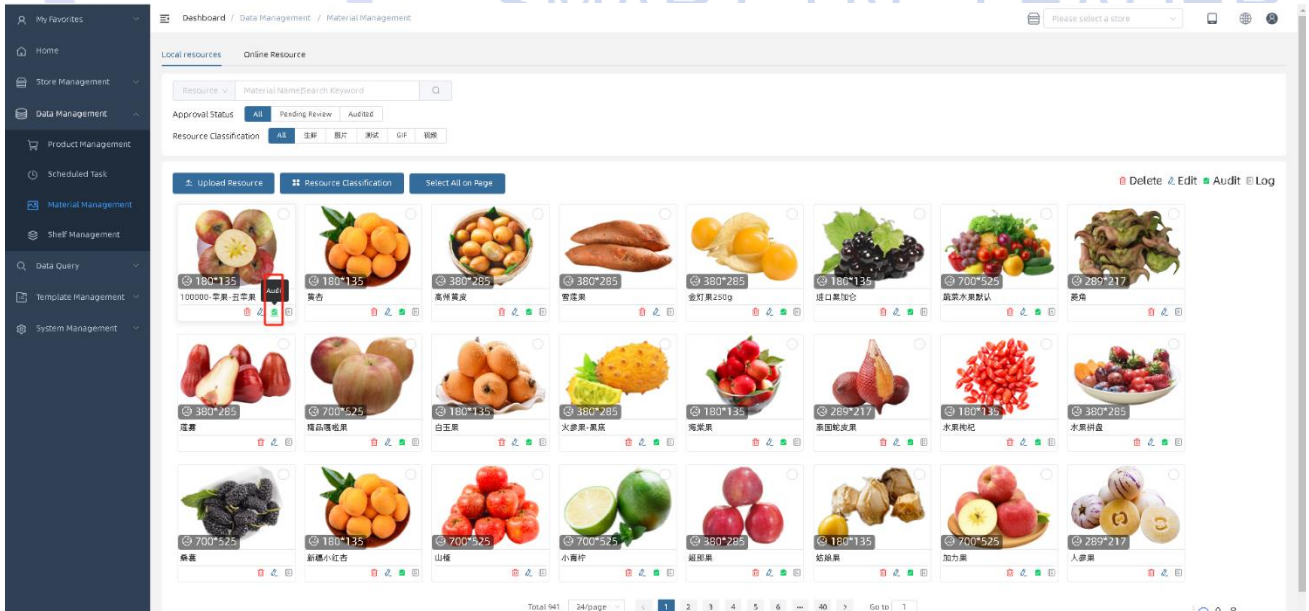 My Favorites
Dashboard / Data Management / Material Management
Please select a store
Home
Store Management
Data Management
Product Management
Scheduled Task
Material Management
Shelf Management
Data Query
Template Management
System Management
Local resources Online Resource
Resource Material Name|Search Keyword
Approval Status All Pending Review Audited
Resource Classification All 生鲜 图片 测试 GIF 视频
Upload Resource Resource Classification Select All on Page
Delete Edit Audit Log
180*135 180*135 380*285 380*285 380*285 180*135 700*525 289*217
Audit
100000-苹果-丑苹果 黄杏 高州黄皮 雪莲果 金灯果250g 进口黑加仑 蔬菜水果默认 菱角
380*285 700*525 180*135 380*285 180*135 289*217 180*135 380*285
莲雾 精品嘎啦果 白玉果 火参果-黑焦 海棠果 泰国蛇皮果 水果枸杞 水果拼盘
700*525 180*135 700*525 700*525 380*285 180*135 700*525 289*217
桑葚 新疆小红杏 山楂 小青柠 姑娘果 加力果 人参果
Total 941 24/page 1 2 3 4 5 6 ··· 40 Go to 1